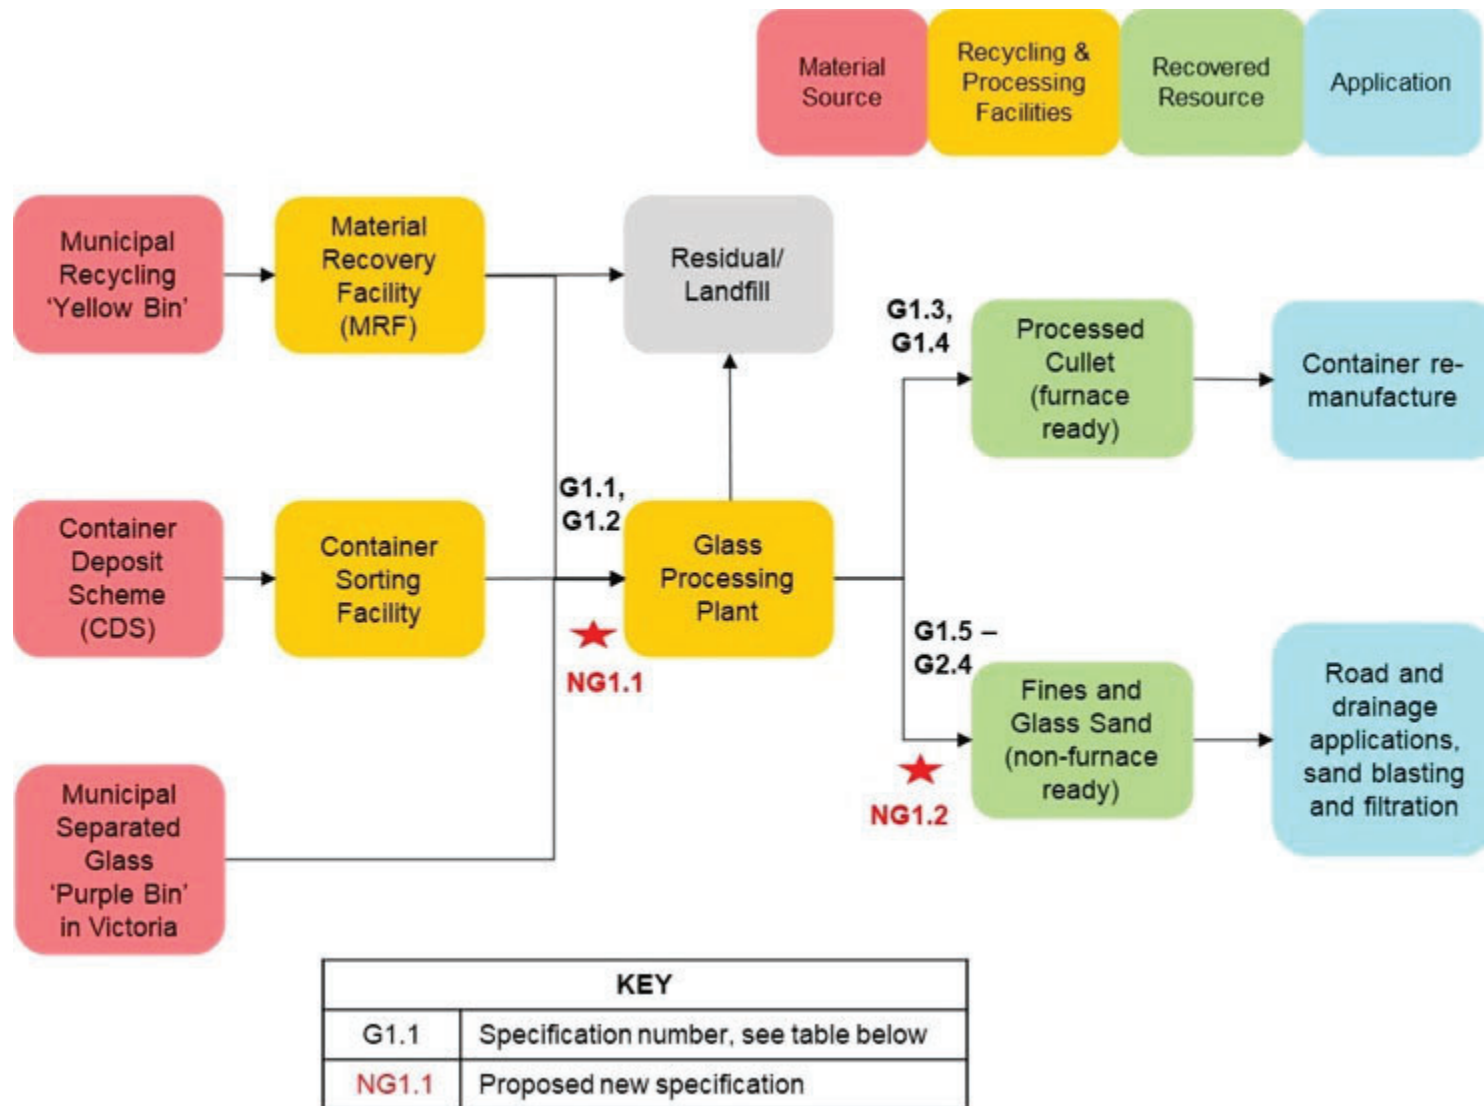 Material
Source
Recycling &
Processing
Facilities
Recovered
Resource
Application
Municipal
Recycling
‘Yellow Bin’
Material
Recovery
Facility
(MRF)
Residual/
Landfill
G1.3,
G1.4
Processed
Cullet
(furnace
ready)
Container re-
manufacture
Container
Deposit
Scheme
(CDS)
Container
Sorting
Facility
G1.1,
G1.2
NG1.1
Glass
Processing
Plant
G1.5 –
G2.4
NG1.2
Fines and
Glass Sand
(non-furnace
ready)
Road and
drainage
applications,
sand blasting
and filtration
Municipal
Separated
Glass
‘Purple Bin’
in Victoria
KEY
G1.1 Specification number, see table below
NG1.1 Proposed new specification